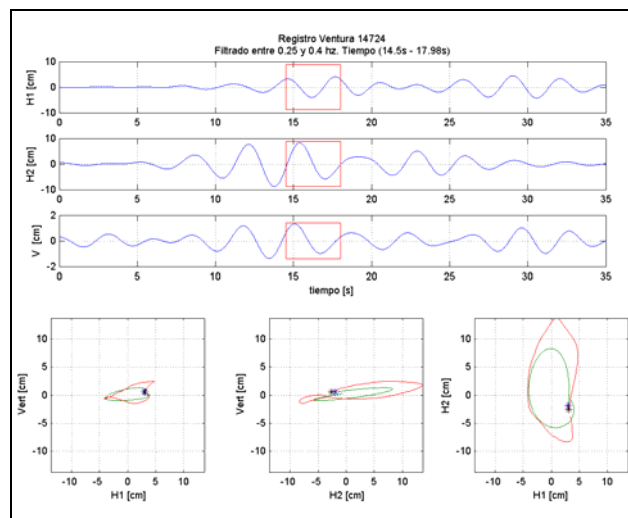 Registro Ventura 14724
Filtrado entre 0.25 y 0.4 hz. Tiempo (14.5s - 17.98s)
H1 [cm]
10
0
-10
0 5 10 15 20 25 30 35
H2 [cm]
10
0
-10
0 5 10 15 20 25 30 35
V [cm]
2
0
-2
0 5 10 15 20 25 30 35
tiempo [s]
Vert [cm]
10
5
0
-5
-10
-10 -5 0 5 10
H1 [cm]
Vert [cm]
10
5
0
-5
-10
-10 -5 0 5 10
H2 [cm]
H2 [cm]
10
5
0
-5
-10
-10 -5 0 5 10
H1 [cm]